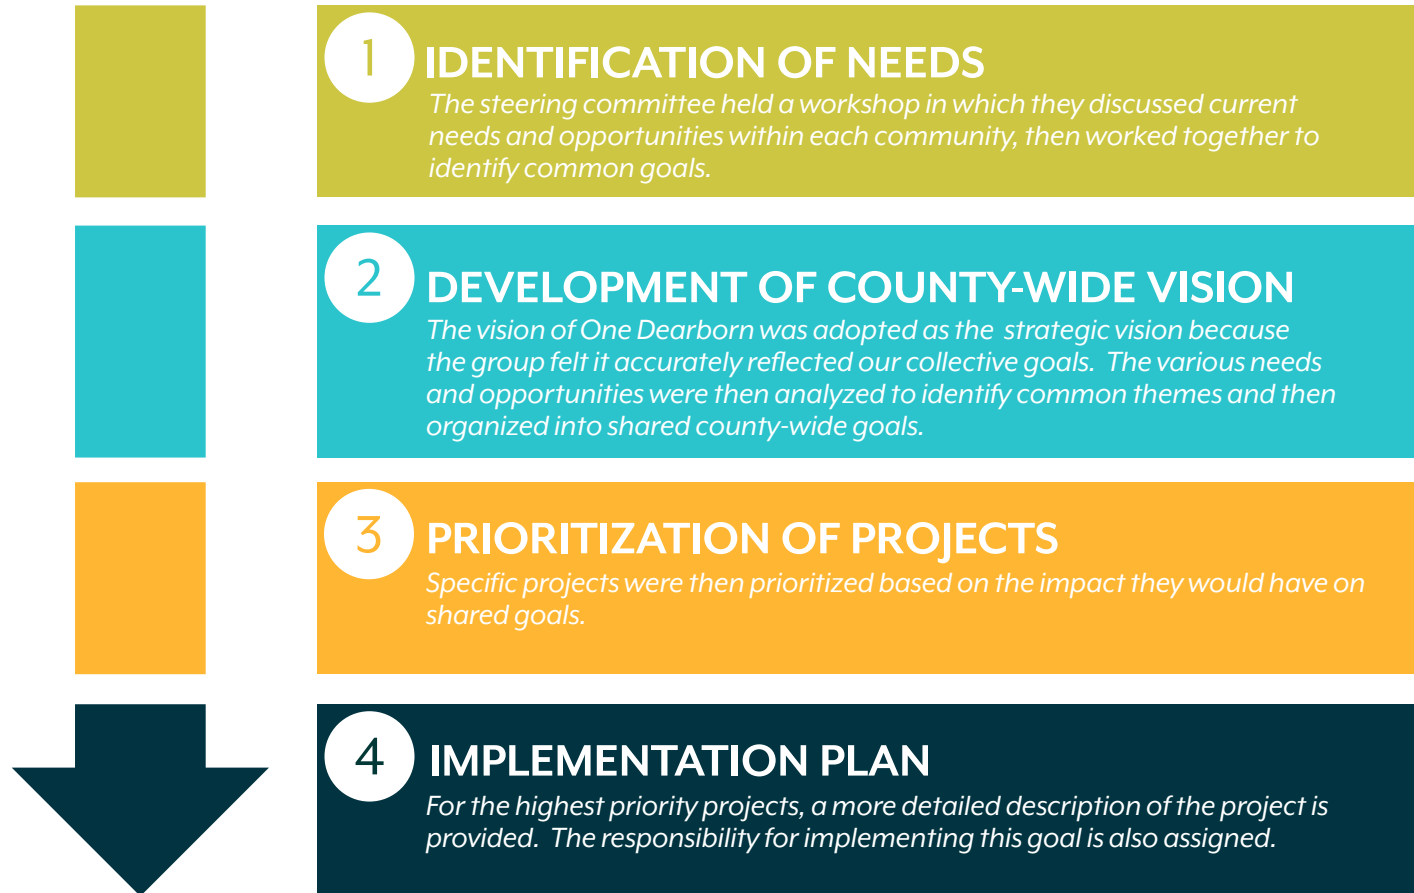 1
IDENTIFICATION OF NEEDS
The steering committee held a workshop in which they discussed current
needs and opportunities within each community, then worked together to
identify common goals.
2
DEVELOPMENT OF COUNTY-WIDE VISION
The vision of One Dearborn was adopted as the  strategic vision because
the group felt it accurately reflected our collective goals.  The various needs
and opportunities were then analyzed to identify common themes and then
organized into shared county-wide goals.
3
PRIORITIZATION OF PROJECTS
Specific projects were then prioritized based on the impact they would have on
shared goals.
4
IMPLEMENTATION PLAN
For the highest priority projects, a more detailed description of the project is
provided.  The responsibility for implementing this goal is also assigned.